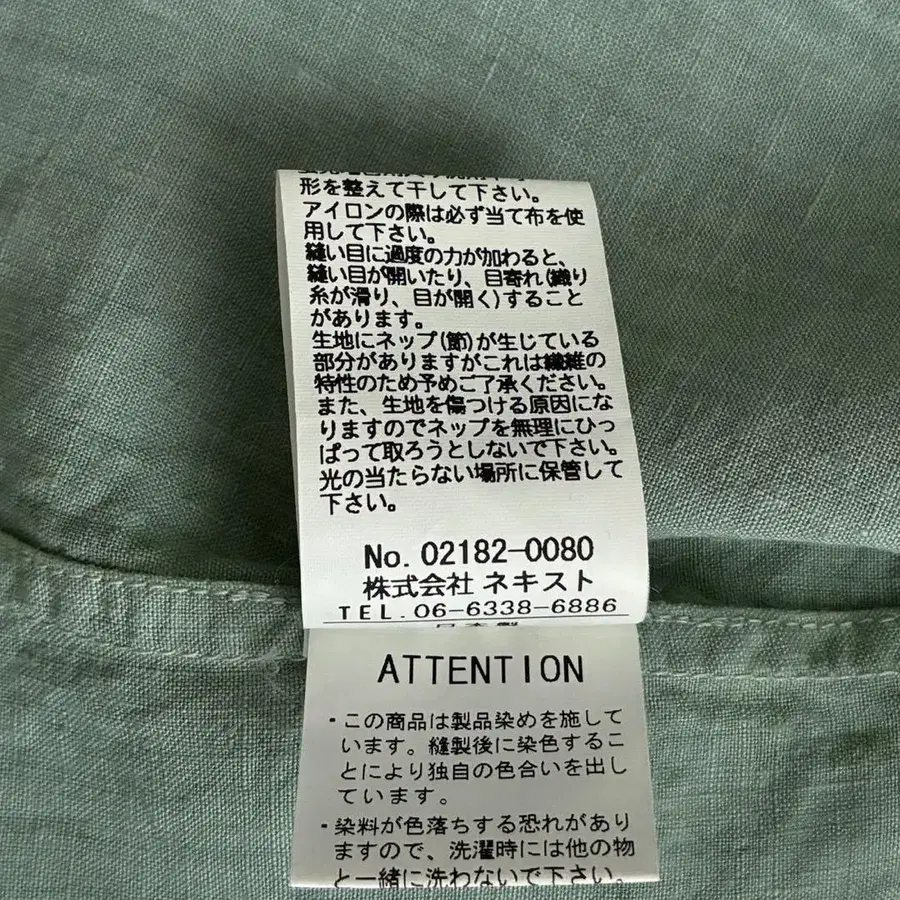 形を整えて干して下さい。
アイロンの際は必ず当て布を使
用して下さい。
縫い目に過度の力が加わると、
縫い目が開いたり、目寄れ(織り
糸が滑り、目が開く)すること
があります。
生地にネップ(節)が生じている
部分がありますがこれは繊維の
特性のため予めご了承ください。
また、生地を傷つける原因にな
りますのでネップを無理にひっ
ぱって取ろうとしないで下さい。
光の当たらない場所に保管して
下さい。
No. 02182-0080
株式会社 ネキスト
TEL. 06-6338-6886
日本製
ATTENTION
・この商品は製品染めを施して
います。縫製後に染色するこ
とにより独自の色合いを出し
ています。
・染料が色落ちする恐れがあり
ますので、洗濯時には他の物
と一緒に洗わないで下さい。